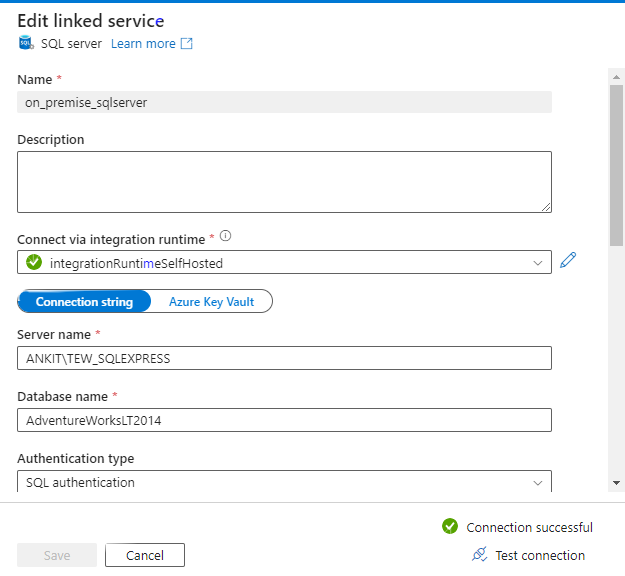 Edit linked service
SQL
SQL server Learn more
Name *
on_premise_sqlserver
Description
Connect via integration runtime *
integrationRuntimeSelfHosted
Connection string Azure Key Vault
Server name *
ANKIT\TEW_SQLEXPRESS
Database name *
AdventureWorksLT2014
Authentication type
SQL authentication
Connection successful
Save Cancel Test connection